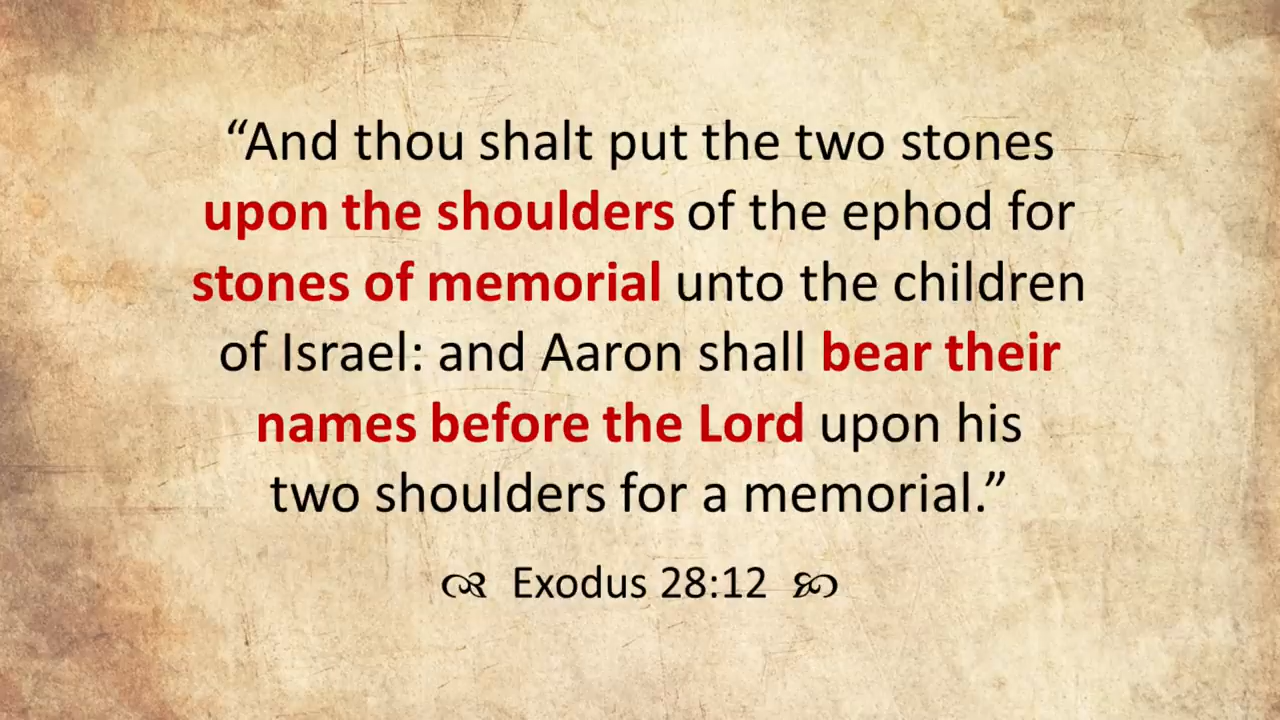 “And thou shalt put the two stones
upon the shoulders of the ephod for
stones of memorial unto the children
of Israel: and Aaron shall bear their
names before the Lord upon his
two shoulders for a memorial.”
Exodus 28:12